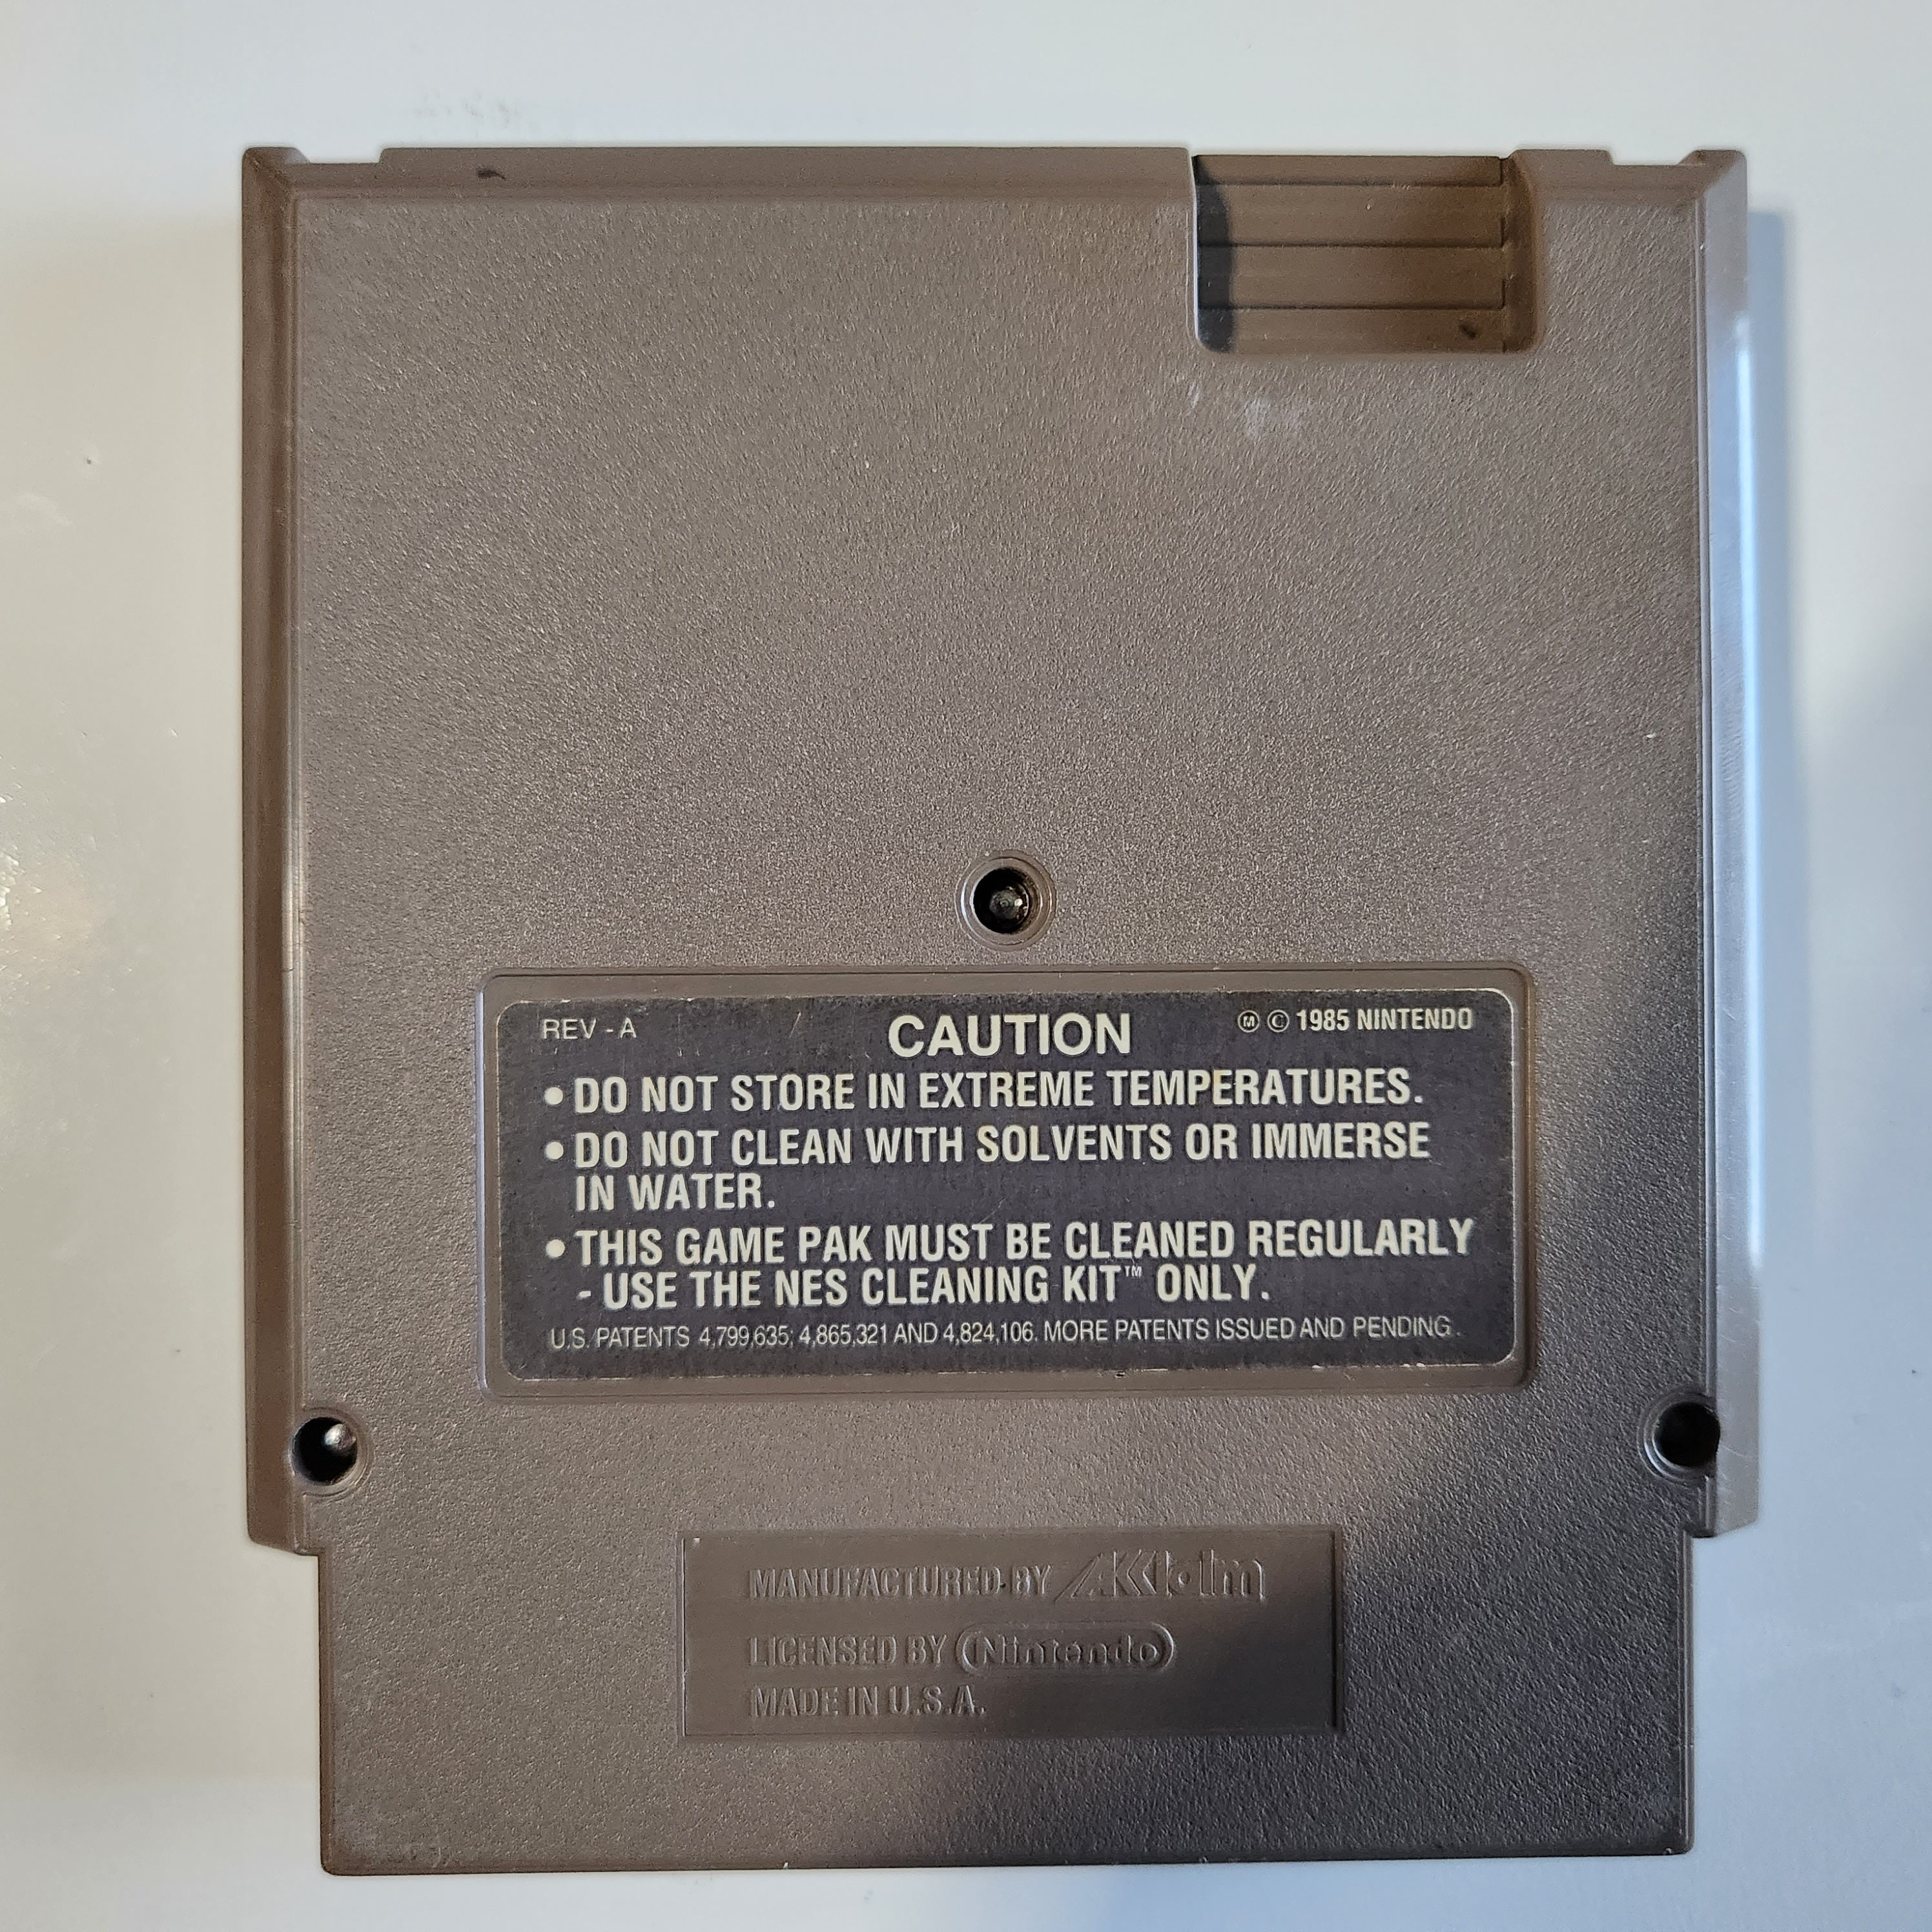 REV - A CAUTION Ⓜ © 1985 NINTENDO
• DO NOT STORE IN EXTREME TEMPERATURES.
• DO NOT CLEAN WITH SOLVENTS OR IMMERSE
IN WATER.
• THIS GAME PAK MUST BE CLEANED REGULARLY
- USE THE NES CLEANING KIT™ ONLY.
U.S. PATENTS 4,799,635; 4,865,321 AND 4,824,106. MORE PATENTS ISSUED AND PENDING.
MANUFACTURED BY AKKlaim
LICENSED BY Nintendo
MADE IN U.S.A.